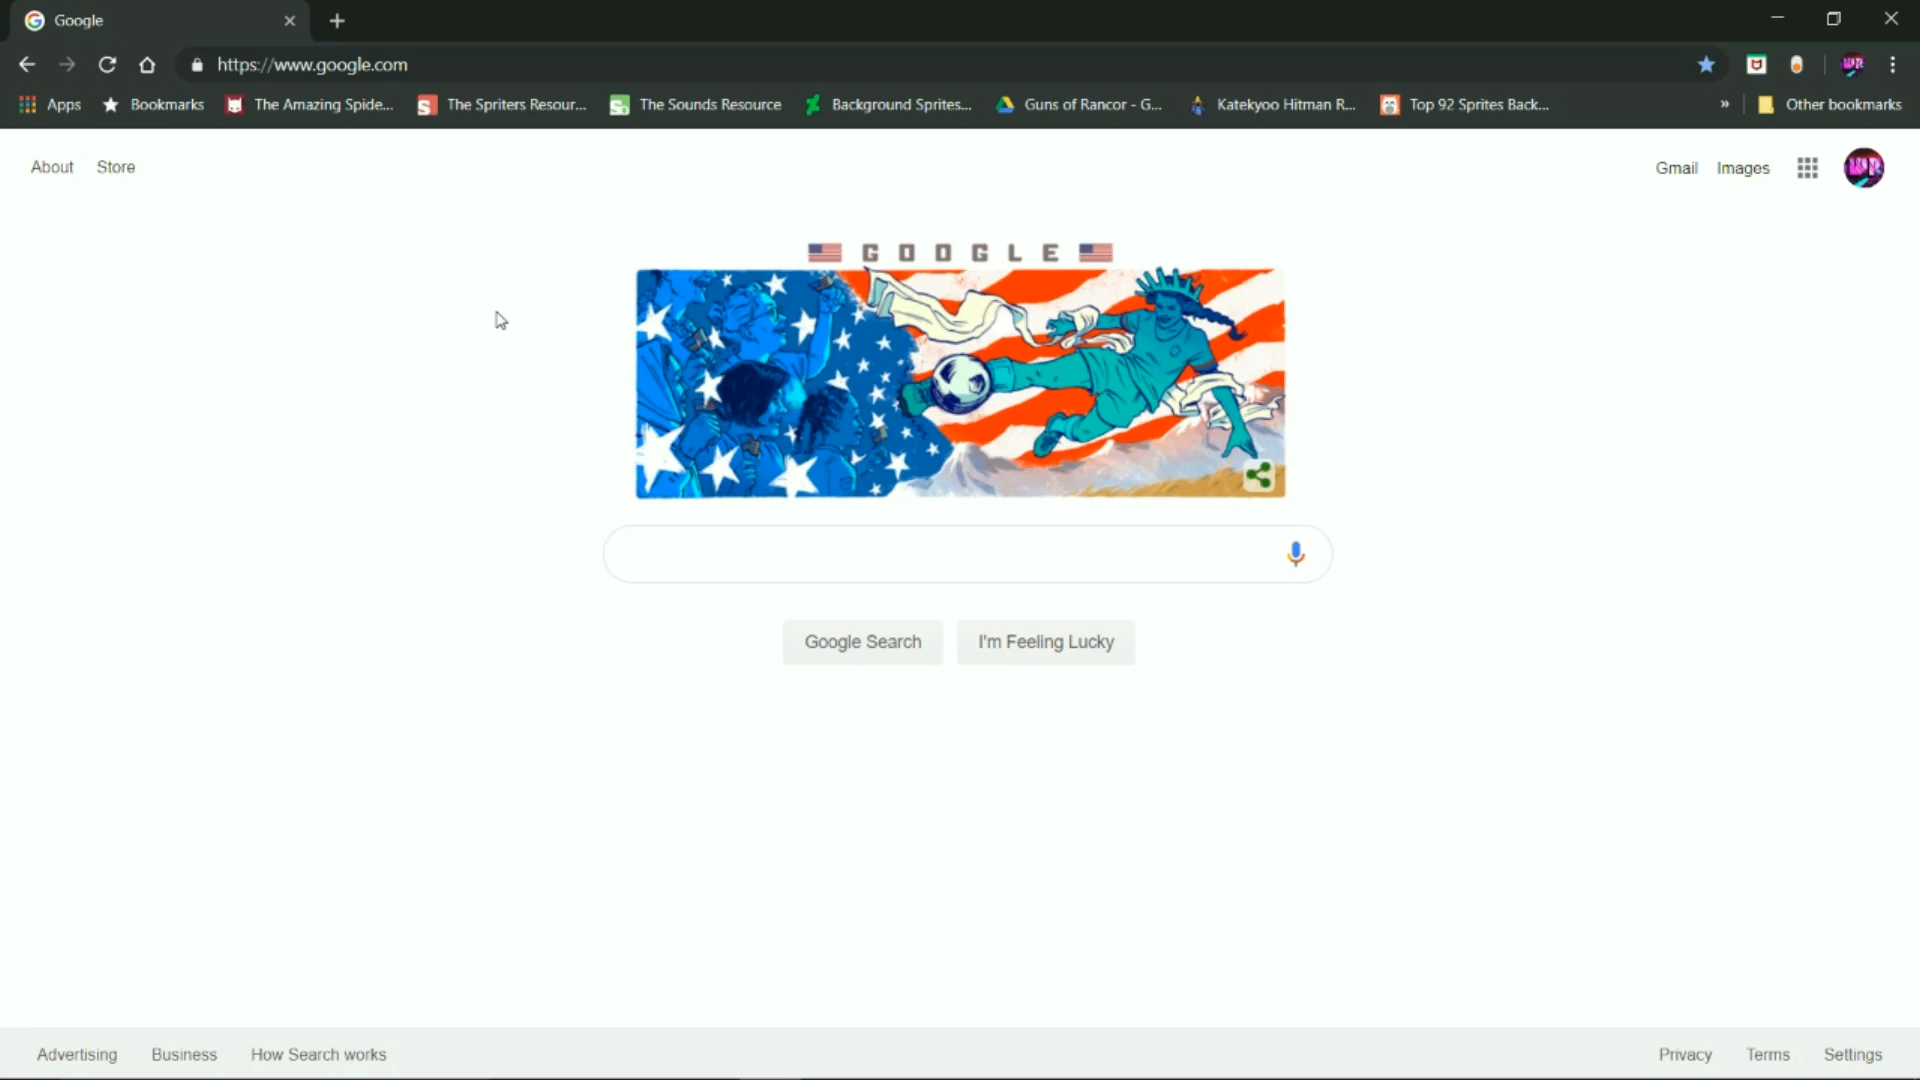 Google
https://www.google.com
Apps Bookmarks The Amazing Spide... The Spriters Resour... The Sounds Resource Background Sprites... Guns of Rancor - G... Katekyoo Hitman R... Top 92 Sprites Back... » Other bookmarks
About Store Gmail Images
GOOGLE
Google Search I'm Feeling Lucky
Advertising Business How Search works Privacy Terms Settings